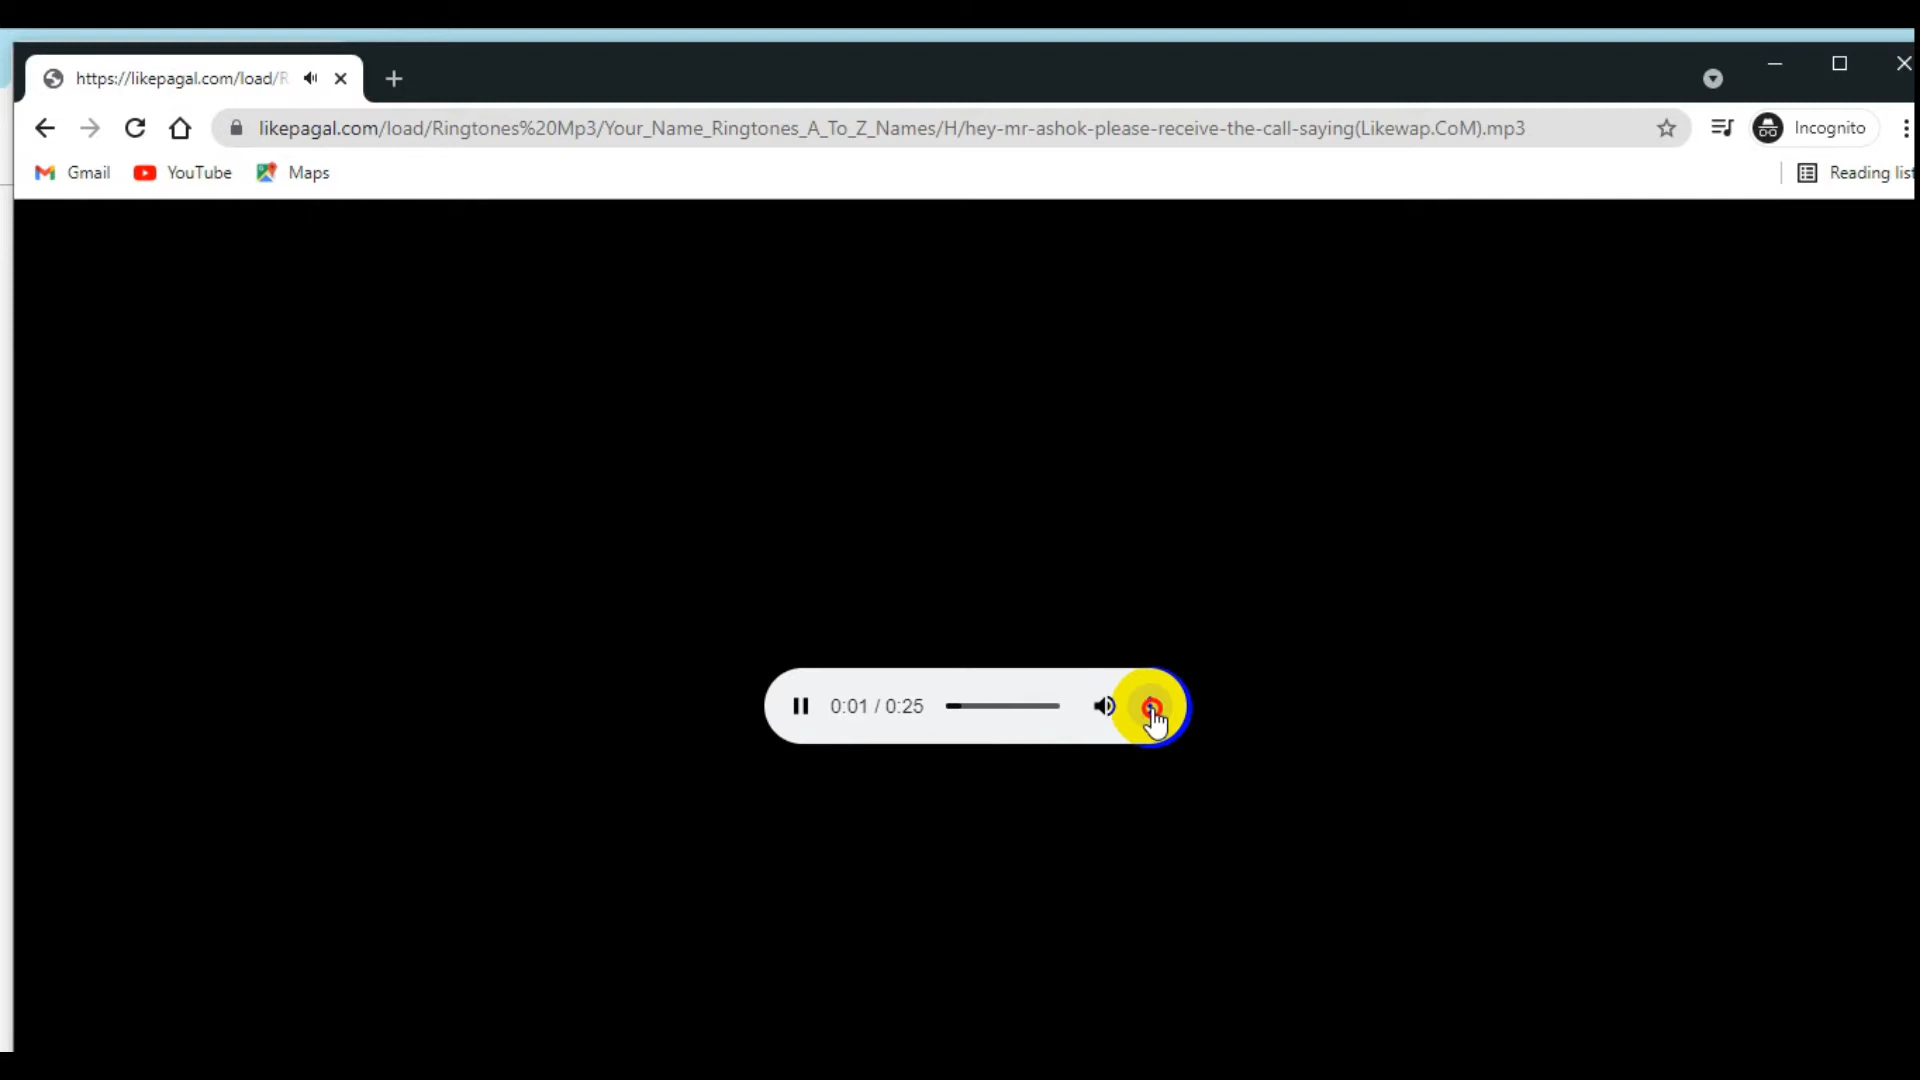 https://likepagal.com/load/R
likepagal.com/load/Ringtones%20Mp3/Your_Name_Ringtones_A_To_Z_Names/H/hey-mr-ashok-please-receive-the-call-saying(Likewap.CoM).mp3
Incognito
Gmail YouTube Maps Reading list
0:01 / 0:25